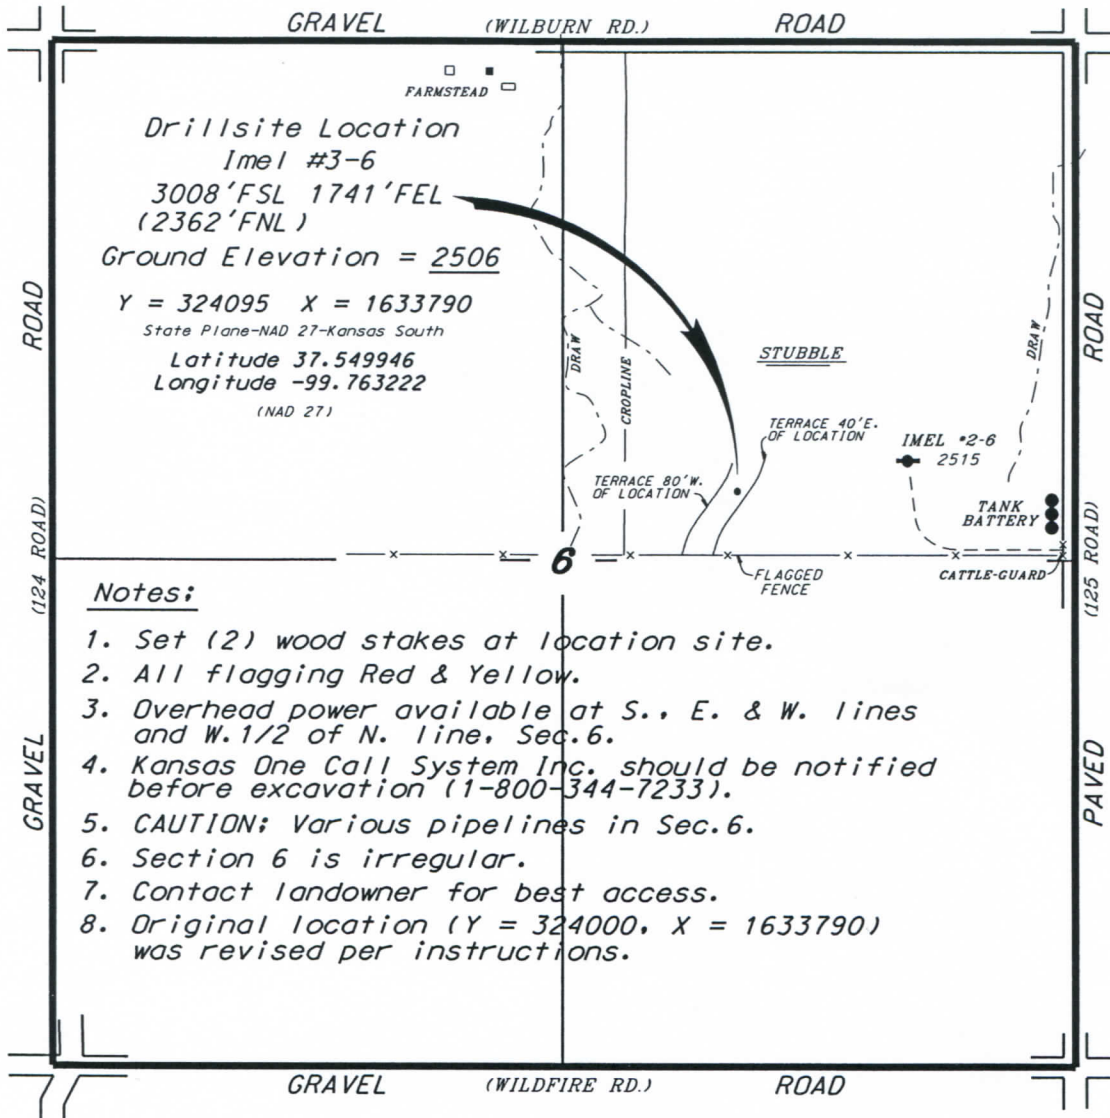 GRAVEL (WILBURN RD.) ROAD
FARMSTEAD
Drillsite Location
Imel #3-6
3008'FSL 1741'FEL
(2362'FNL)
Ground Elevation = 2506
Y = 324095 X = 1633790
State Plane-NAD 27-Kansas South
Latitude 37.549946
Longitude -99.763222
(NAD 27)
ROAD
(124 ROAD)
GRAVEL
DRAW
CROPLINE
STUBBLE
DRAW
ROAD
(125 ROAD)
PAVED
TERRACE 40'E.
OF LOCATION
TERRACE 80'W.
OF LOCATION
IMEL #2-6
2515
TANK
BATTERY
6
FLAGGED
FENCE
CATTLE-GUARD
Notes:
1. Set (2) wood stakes at location site.
2. All flagging Red & Yellow.
3. Overhead power available at S., E. & W. lines
and W.1/2 of N. line, Sec.6.
4. Kansas One Call System Inc. should be notified
before excavation (1-800-344-7233).
5. CAUTION: Various pipelines in Sec.6.
6. Section 6 is irregular.
7. Contact landowner for best access.
8. Original location (Y = 324000, X = 1633790)
was revised per instructions.
GRAVEL (WILDFIRE RD.) ROAD